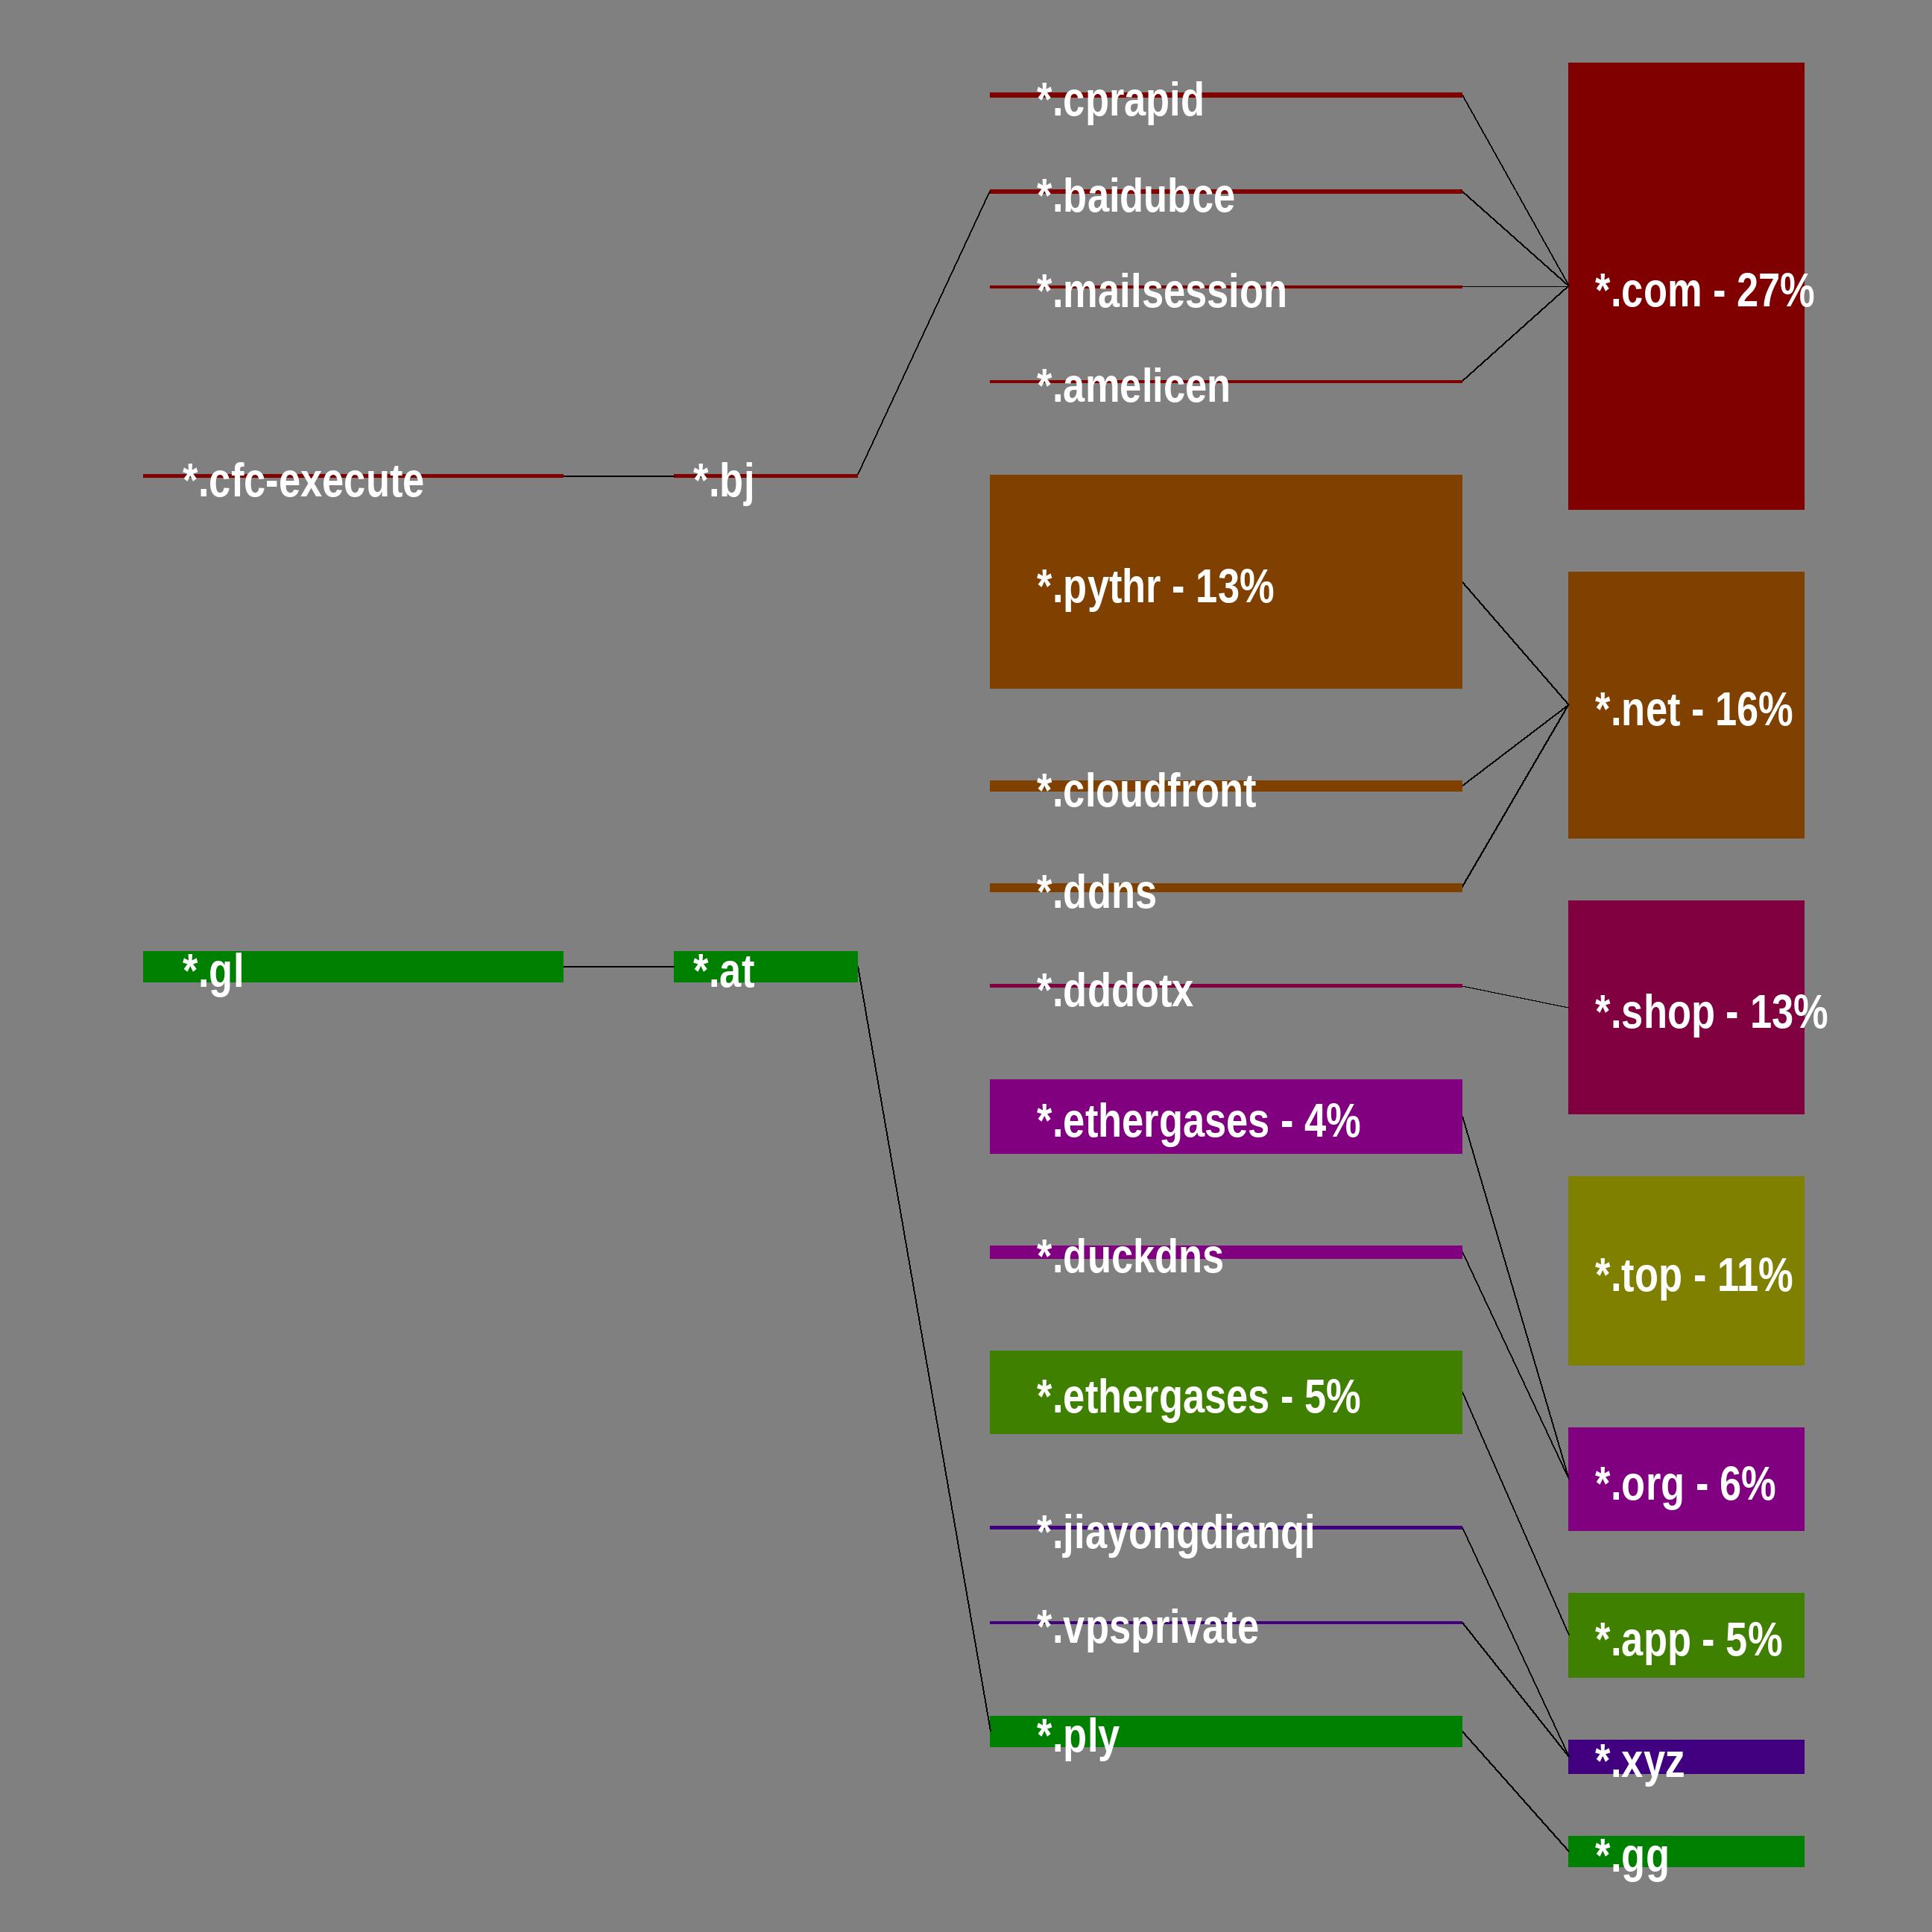 *.cprapid
*.baidubce
*.mailsession
*.amelicen
*.com - 27%
*.cfc-execute
*.bj
*.pythr - 13%
*.net - 16%
*.cloudfront
*.ddns
*.gl
*.at
*.dddotx
*.shop - 13%
*.ethergases - 4%
*.duckdns
*.top - 11%
*.ethergases - 5%
*.org - 6%
*.jiayongdianqi
*.vpsprivate
*.app - 5%
*.ply
*.xyz
*.gg